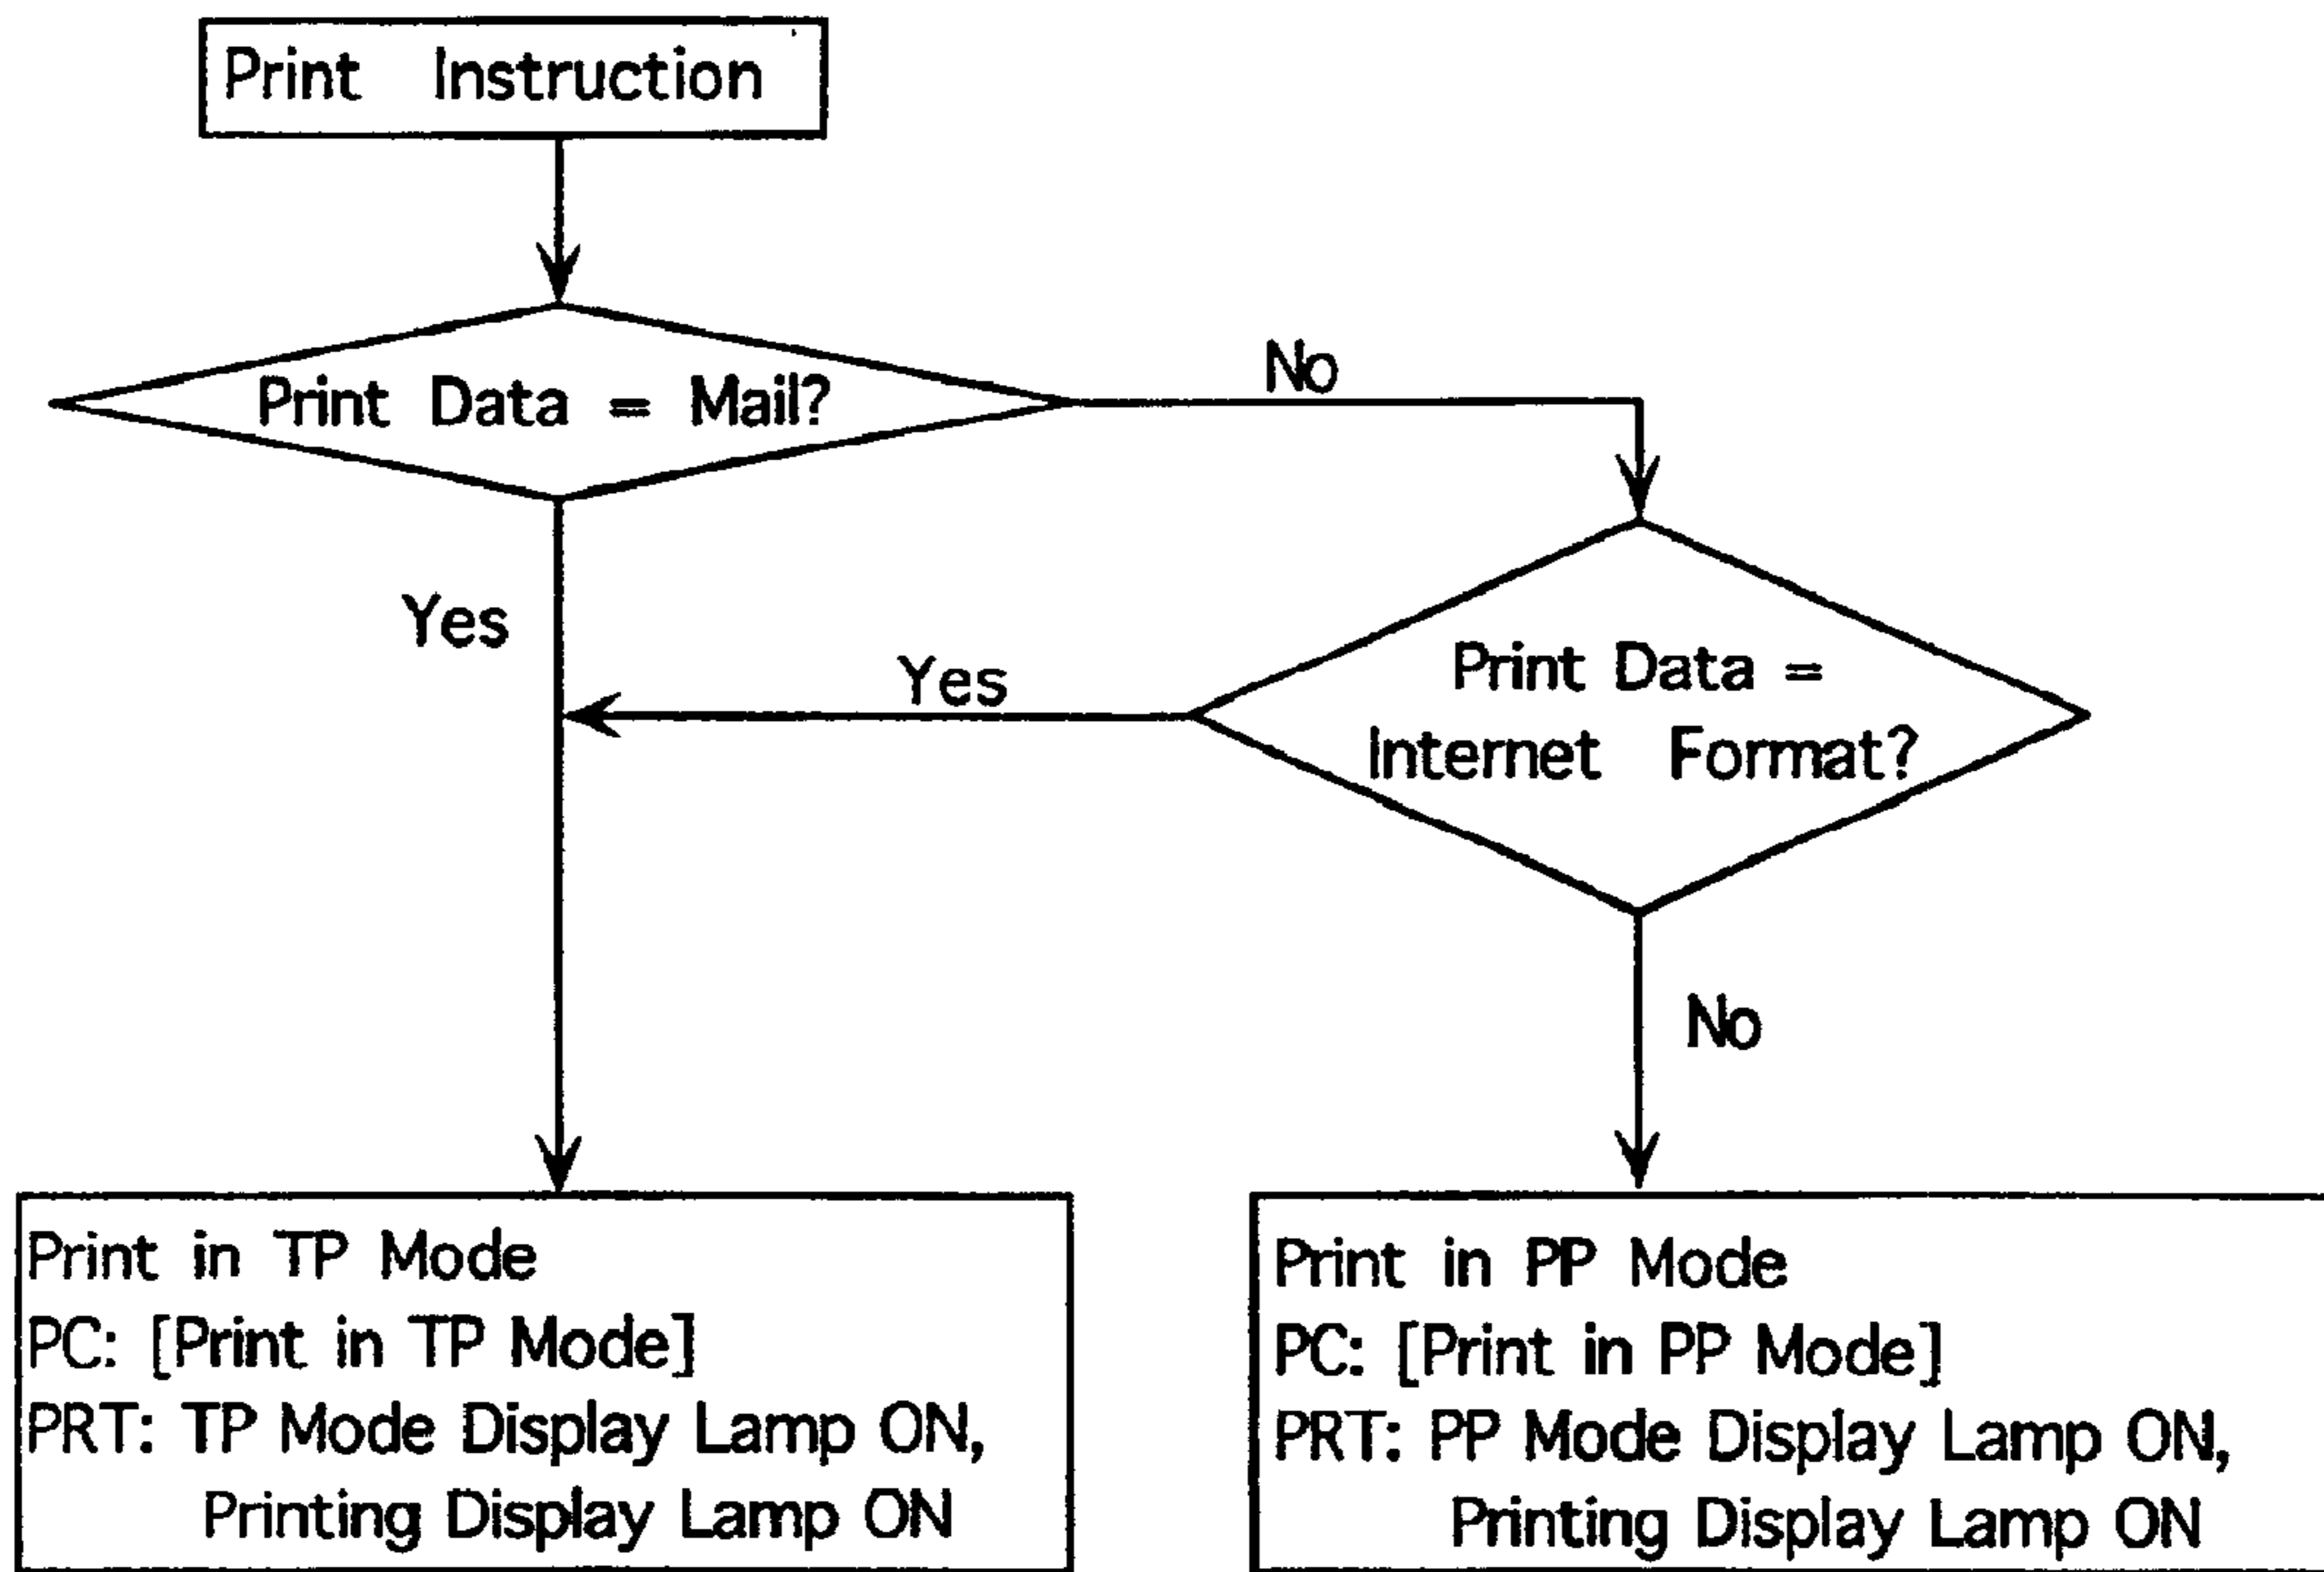 Print Instruction
Print Data = Mail?
No
Yes
Yes
Print Data =
Internet Format?
No
Print in TP Mode
PC: [Print in TP Mode]
PRT: TP Mode Display Lamp ON,
Printing Display Lamp ON
Print in PP Mode
PC: [Print in PP Mode]
PRT: PP Mode Display Lamp ON,
Printing Display Lamp ON